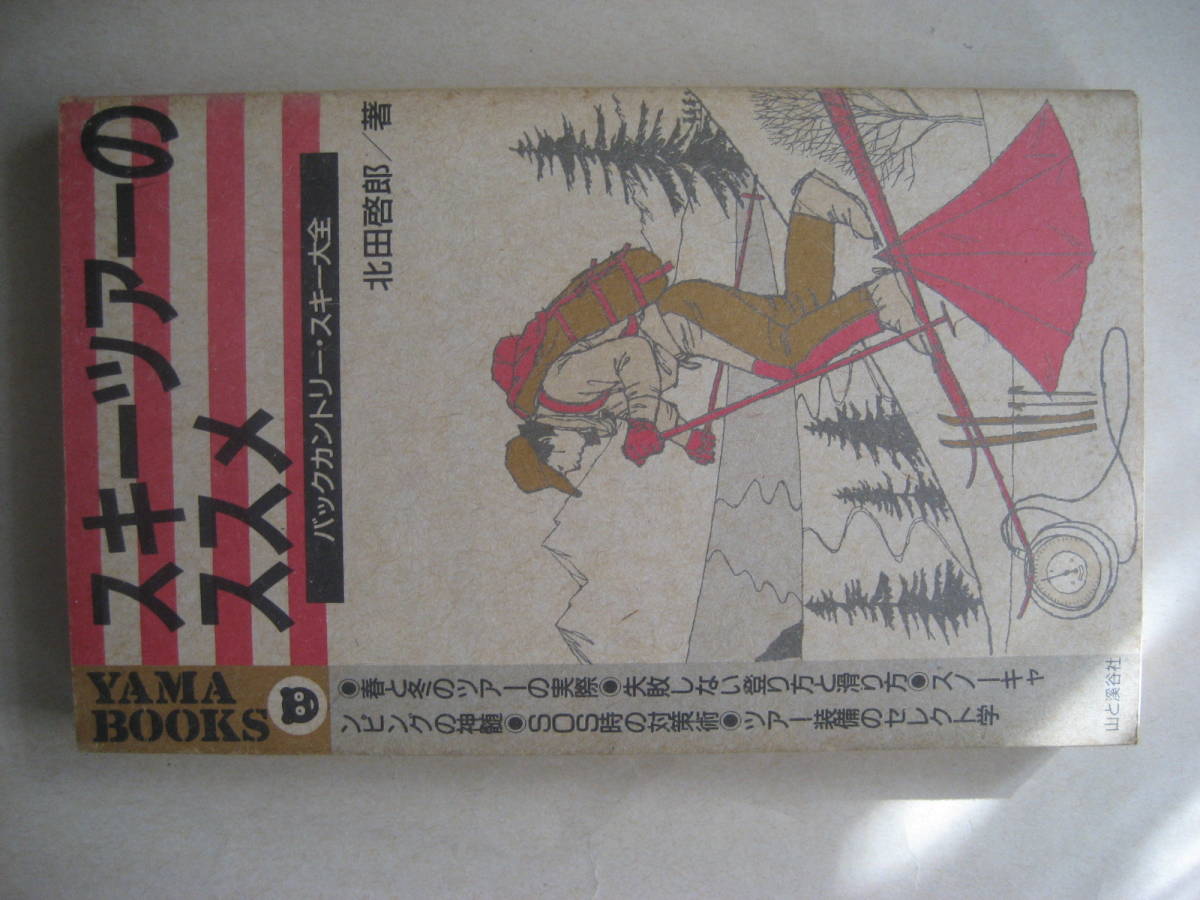 スキーツアーの
ススメ
バックカントリー・スキー大全
北田啓郎／著
YAMA
BOOKS
●春と冬のツアーの実際●失敗しない登り方と滑り方●スノーキャ
ンピングの神髄●SOS時の対策術●ツアー装備のセレクト学
山と溪谷社